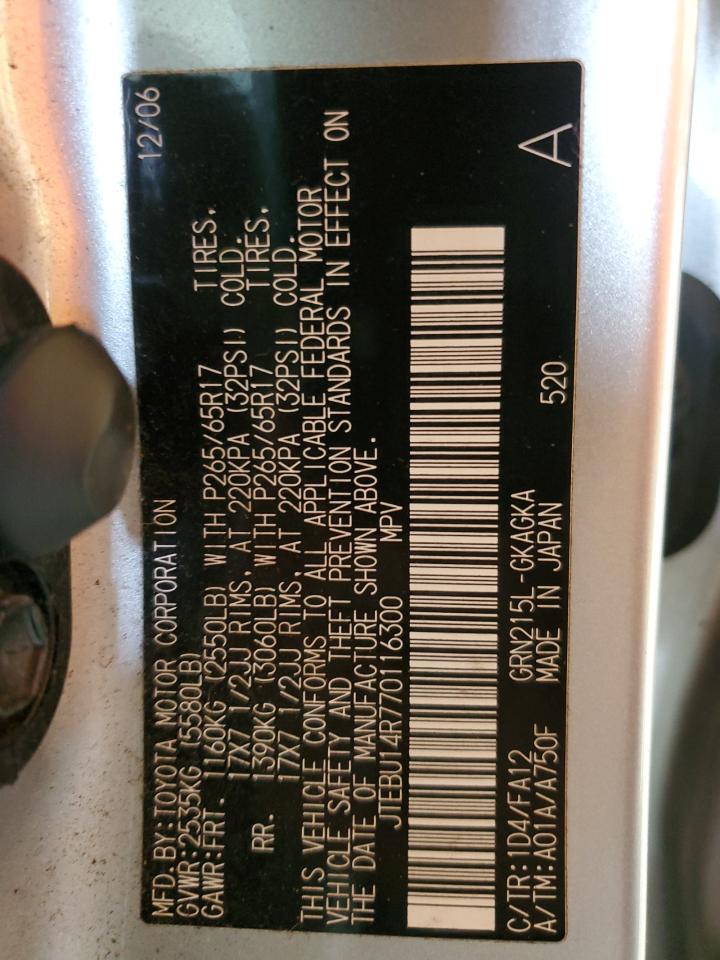 MFD.BY:TOYOTA MOTOR CORPORATION 12/06
GVWR:2535KG (5580LB)
GAWR:FRT. 1160KG (2550LB) WITH P265/65R17 TIRES,
17X7 1/2JJ RIMS, AT 220KPA (32PSI) COLD.
RR. 1390KG (3060LB) WITH P265/65R17 TIRES,
17X7 1/2JJ RIMS, AT 220KPA (32PSI) COLD.
THIS VEHICLE CONFORMS TO ALL APPLICABLE FEDERAL MOTOR
VEHICLE SAFETY AND THEFT PREVENTION STANDARDS IN EFFECT ON
THE DATE OF MANUFACTURE SHOWN ABOVE.
JTEBU14R770116300 MPV
C/TR:1D4/FA12 GRN215L-GKAGKA
A/TM:A01A/A750F MADE IN JAPAN 520 A